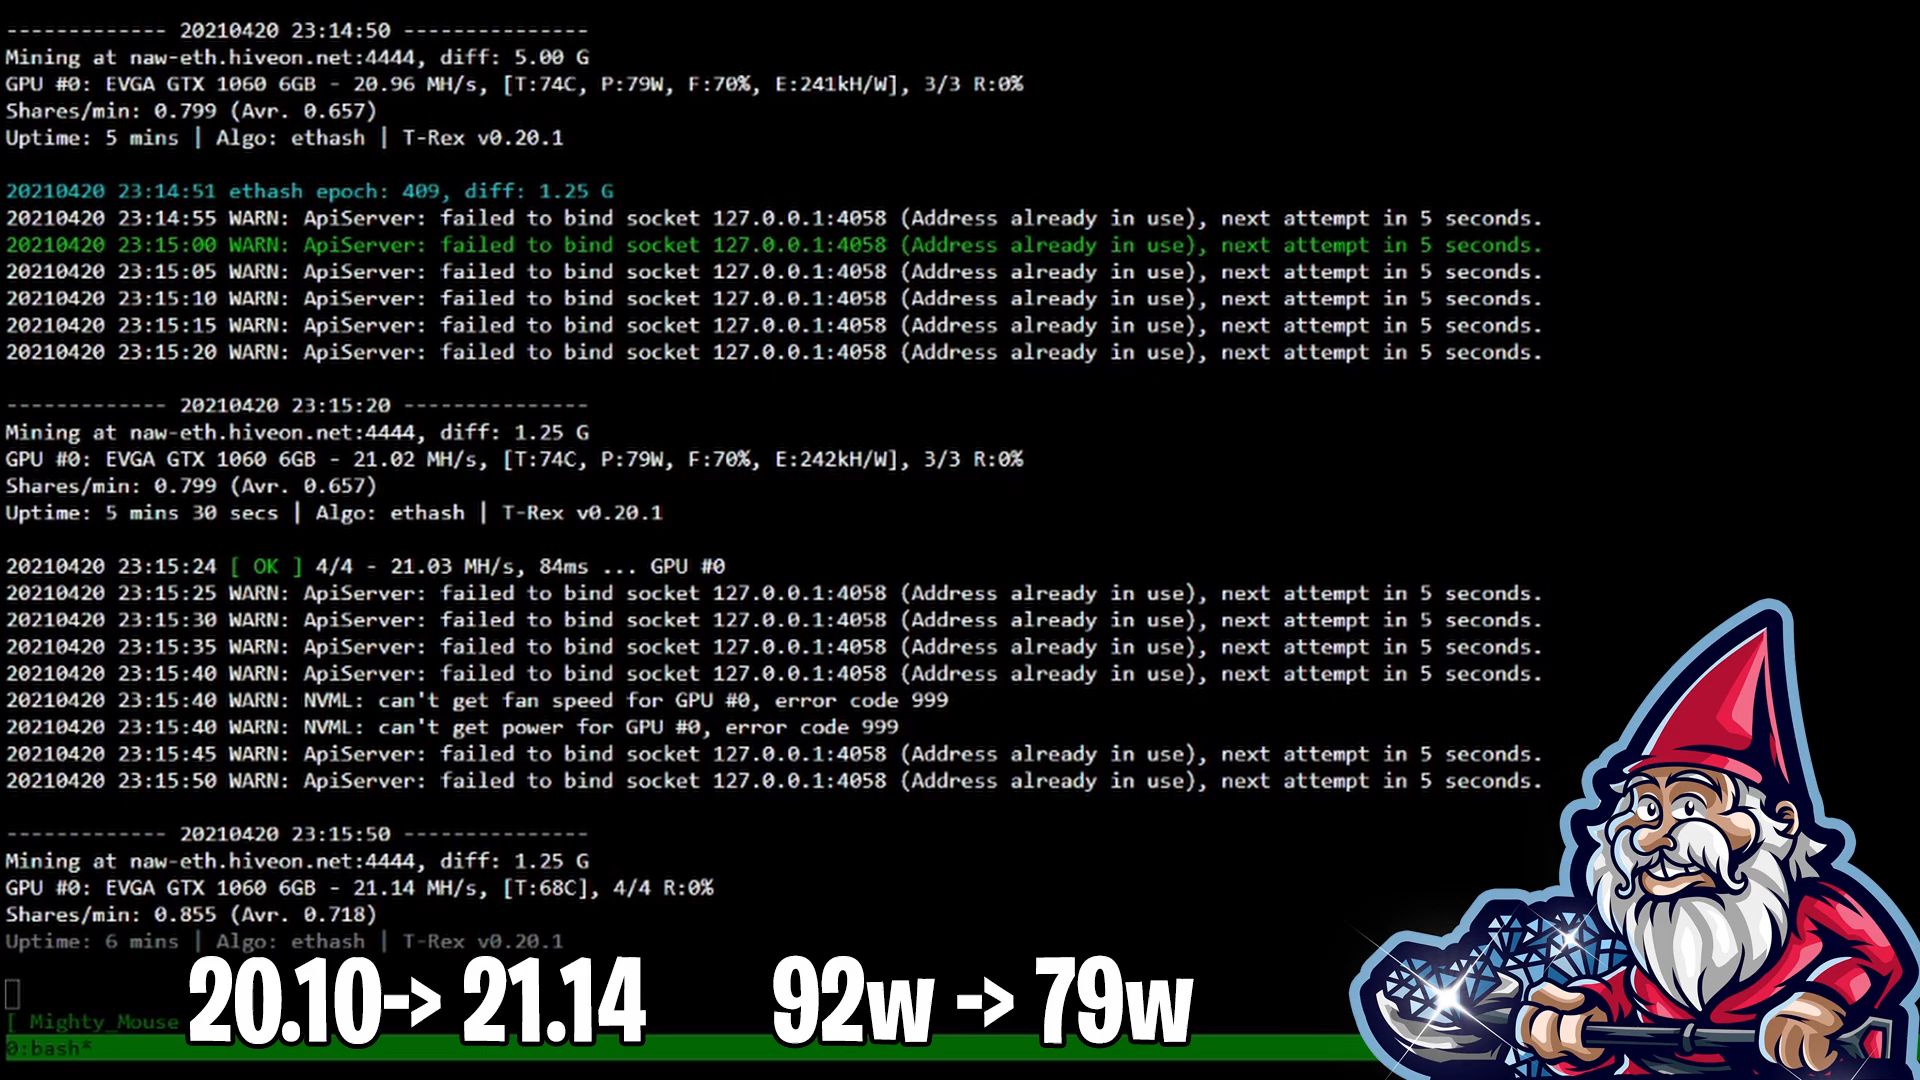 ------------- 20210420 23:14:50 ---------------
Mining at naw-eth.hiveon.net:4444, diff: 5.00 G
GPU #0: EVGA GTX 1060 6GB - 20.96 MH/s, [T:74C, P:79W, F:70%, E:241kH/W], 3/3 R:0%
Shares/min: 0.799 (Avr. 0.657)
Uptime: 5 mins | Algo: ethash | T-Rex v0.20.1
20210420 23:14:51 ethash epoch: 409, diff: 1.25 G
20210420 23:14:55 WARN: ApiServer: failed to bind socket 127.0.0.1:4058 (Address already in use), next attempt in 5 seconds.
20210420 23:15:00 WARN: ApiServer: failed to bind socket 127.0.0.1:4058 (Address already in use), next attempt in 5 seconds.
20210420 23:15:05 WARN: ApiServer: failed to bind socket 127.0.0.1:4058 (Address already in use), next attempt in 5 seconds.
20210420 23:15:10 WARN: ApiServer: failed to bind socket 127.0.0.1:4058 (Address already in use), next attempt in 5 seconds.
20210420 23:15:15 WARN: ApiServer: failed to bind socket 127.0.0.1:4058 (Address already in use), next attempt in 5 seconds.
20210420 23:15:20 WARN: ApiServer: failed to bind socket 127.0.0.1:4058 (Address already in use), next attempt in 5 seconds.
------------- 20210420 23:15:20 ---------------
Mining at naw-eth.hiveon.net:4444, diff: 1.25 G
GPU #0: EVGA GTX 1060 6GB - 21.02 MH/s, [T:74C, P:79W, F:70%, E:242kH/W], 3/3 R:0%
Shares/min: 0.799 (Avr. 0.657)
Uptime: 5 mins 30 secs | Algo: ethash | T-Rex v0.20.1
20210420 23:15:24 [ OK ] 4/4 - 21.03 MH/s, 84ms ... GPU #0
20210420 23:15:25 WARN: ApiServer: failed to bind socket 127.0.0.1:4058 (Address already in use), next attempt in 5 seconds.
20210420 23:15:30 WARN: ApiServer: failed to bind socket 127.0.0.1:4058 (Address already in use), next attempt in 5 seconds.
20210420 23:15:35 WARN: ApiServer: failed to bind socket 127.0.0.1:4058 (Address already in use), next attempt in 5 seconds.
20210420 23:15:40 WARN: ApiServer: failed to bind socket 127.0.0.1:4058 (Address already in use), next attempt in 5 seconds.
20210420 23:15:40 WARN: NVML: can't get fan speed for GPU #0, error code 999
20210420 23:15:40 WARN: NVML: can't get power for GPU #0, error code 999
20210420 23:15:45 WARN: ApiServer: failed to bind socket 127.0.0.1:4058 (Address already in use), next attempt in 5 seconds.
20210420 23:15:50 WARN: ApiServer: failed to bind socket 127.0.0.1:4058 (Address already in use), next attempt in 5 seconds.
------------- 20210420 23:15:50 ---------------
Mining at naw-eth.hiveon.net:4444, diff: 1.25 G
GPU #0: EVGA GTX 1060 6GB - 21.14 MH/s, [T:68C], 4/4 R:0%
Shares/min: 0.855 (Avr. 0.718)
Uptime: 6 mins | Algo: ethash | T-Rex v0.20.1
20.10-> 21.14 92w -> 79w
[ Mighty_Mouse
0:bash*